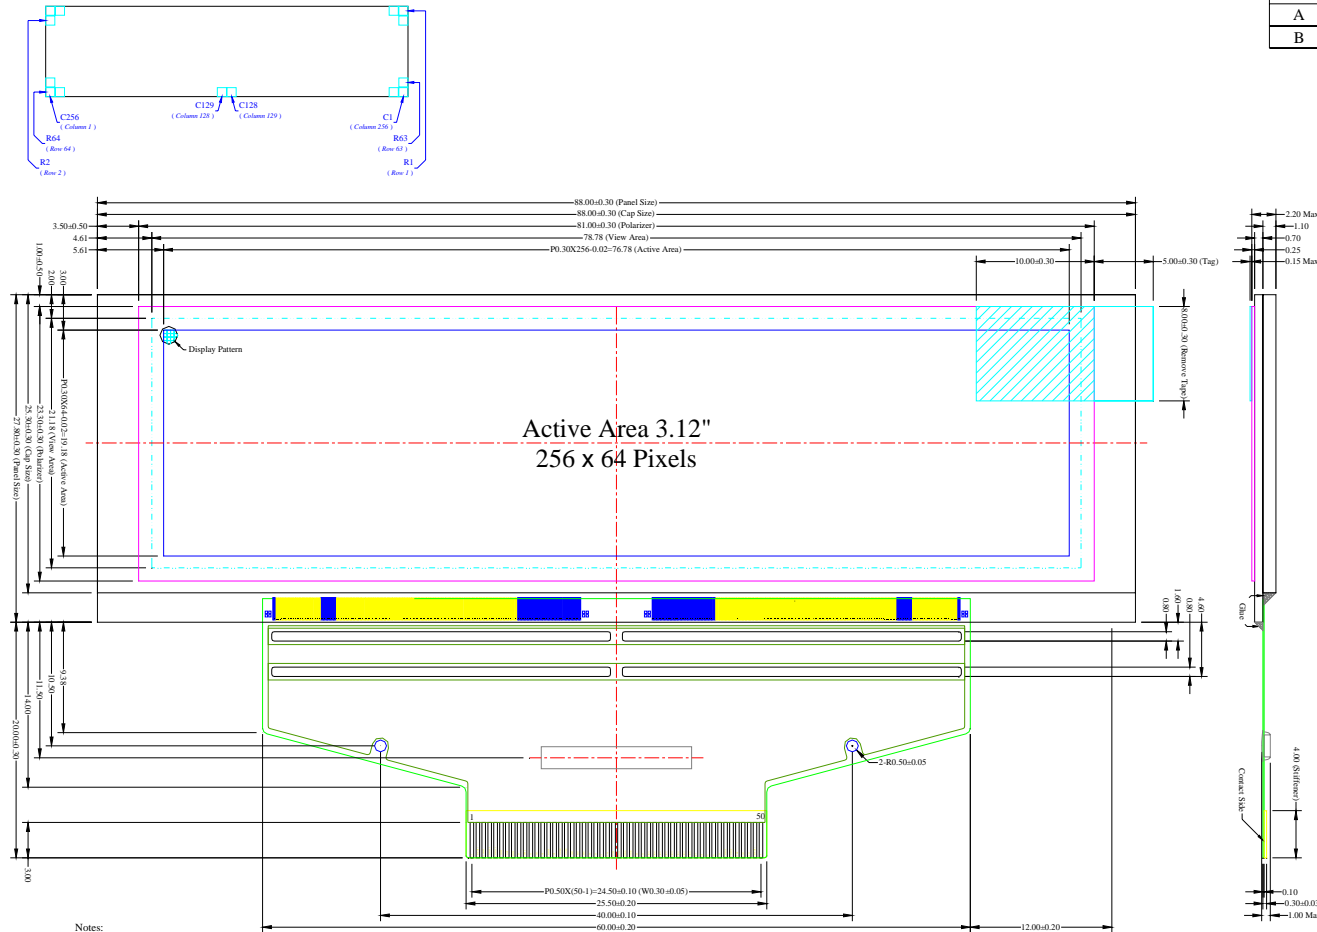 A
B
C129
C128
( Column 128 )
( Column 129 )
C256
( Column 1 )
C1
( Column 256 )
R64
( Row 64 )
R63
( Row 63 )
R2
( Row 2 )
R1
( Row 1 )
88.00±0.30 (Panel Size)
88.00±0.30 (Cap Size)
3.50±0.50
81.00±0.30 (Polarizer)
4.61
78.78 (View Area)
5.61
P0.30X256-0.02=76.78 (Active Area)
10.00±0.30
5.00±0.30 (Tag)
2.20 Max
1.10
0.70
0.25
0.15 Max
1.00±0.50
2.00
3.00
8.00±0.30 (Remove Tape)
Display Pattern
P0.30X64-0.02=19.18 (Active Area)
21.18 (View Area)
23.30±0.30 (Polarizer)
25.30±0.30 (Cap Size)
27.80±0.30 (Panel Size)
Active Area 3.12"
256 x 64 Pixels
Glue
0.80
1.60
0.80
4.60
9.38
10.50
11.50
14.00
20.00±0.30
3.00
2-R0.50±0.05
1
50
4.00 (Stiffener)
Contact Side
P0.50X(50-1)=24.50±0.10 (W0.30±0.05)
25.50±0.20
40.00±0.10
60.00±0.20
12.00±0.20
0.10
0.30±0.03
1.00 Ma
Notes: